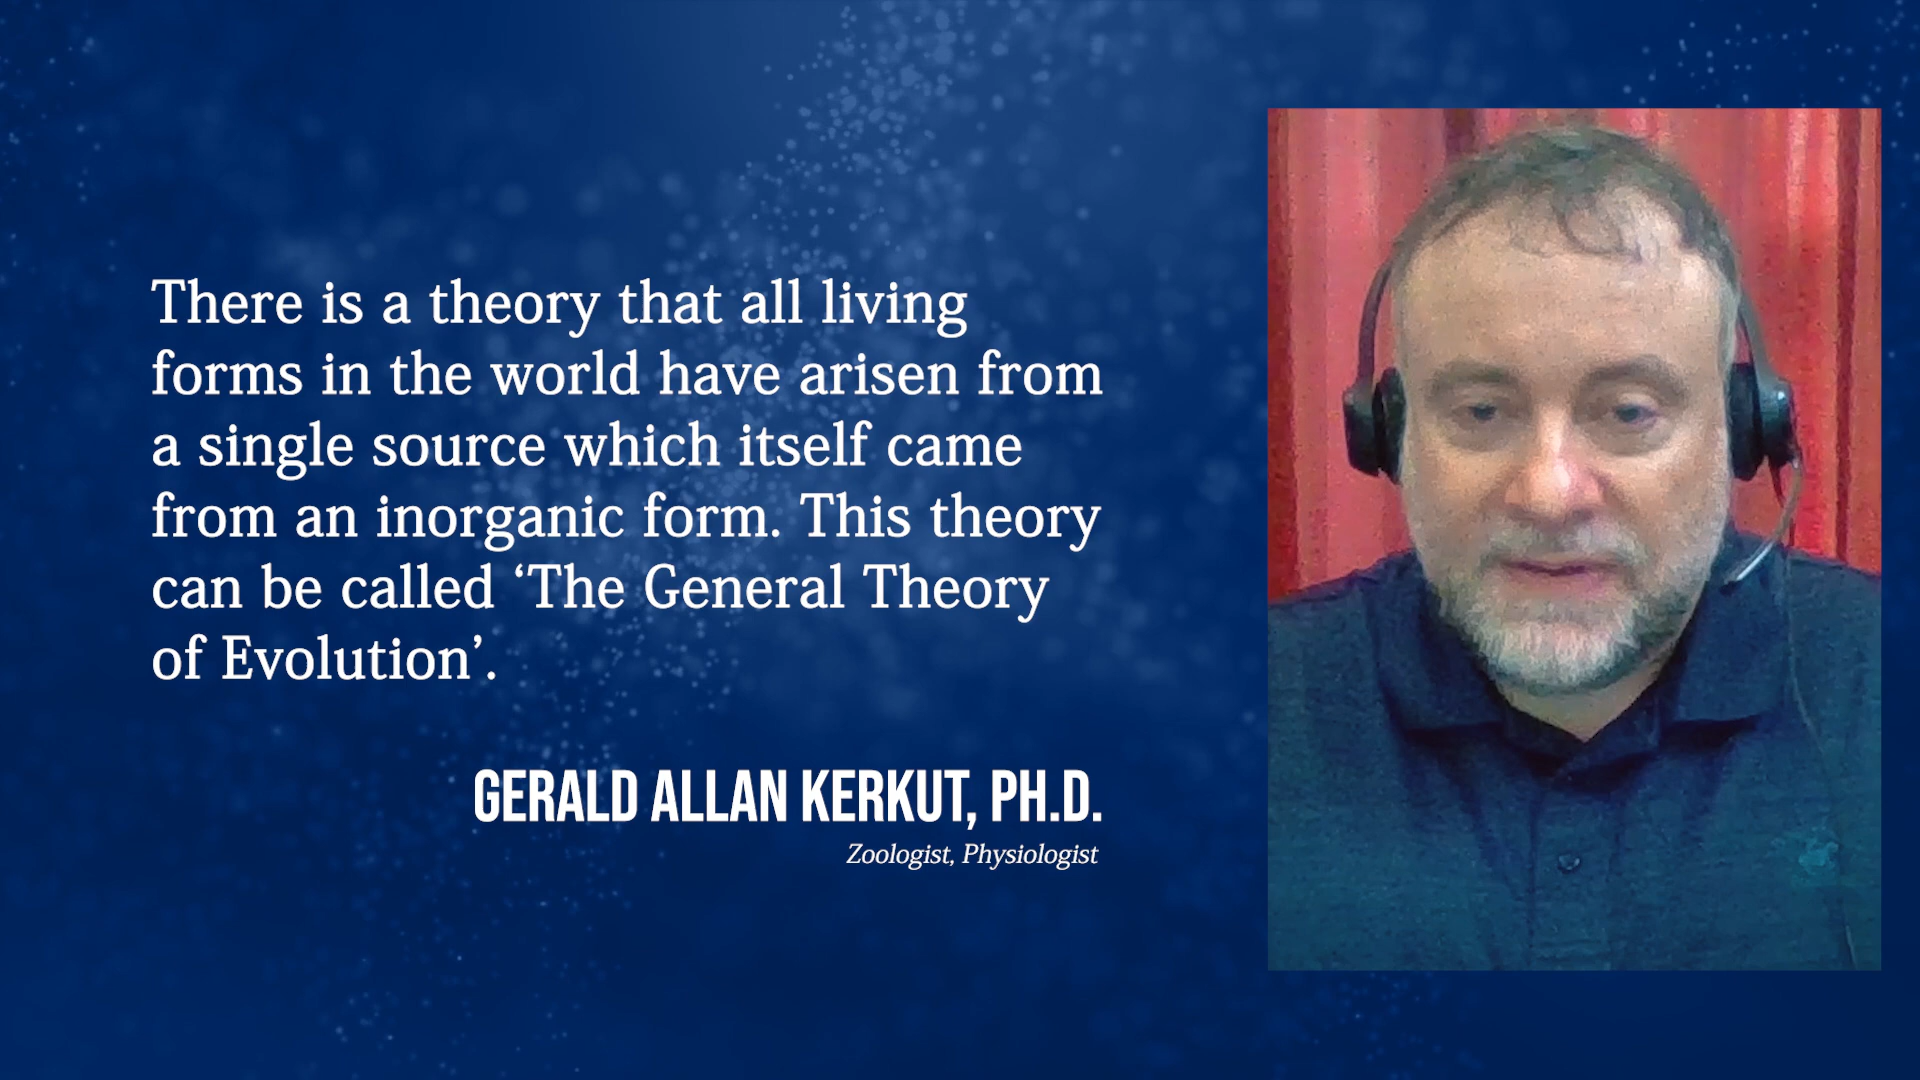 There is a theory that all living
forms in the world have arisen from
a single source which itself came
from an inorganic form. This theory
can be called ‘The General Theory
of Evolution’.
GERALD ALLAN KERKUT, PH.D.
Zoologist, Physiologist